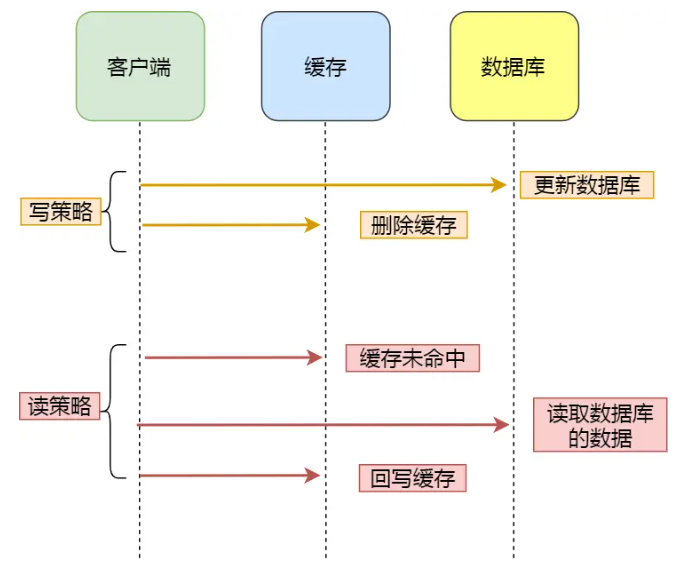 客户端
缓存
数据库
更新数据库
写策略
删除缓存
缓存未命中
读策略
读取数据库
的数据
回写缓存